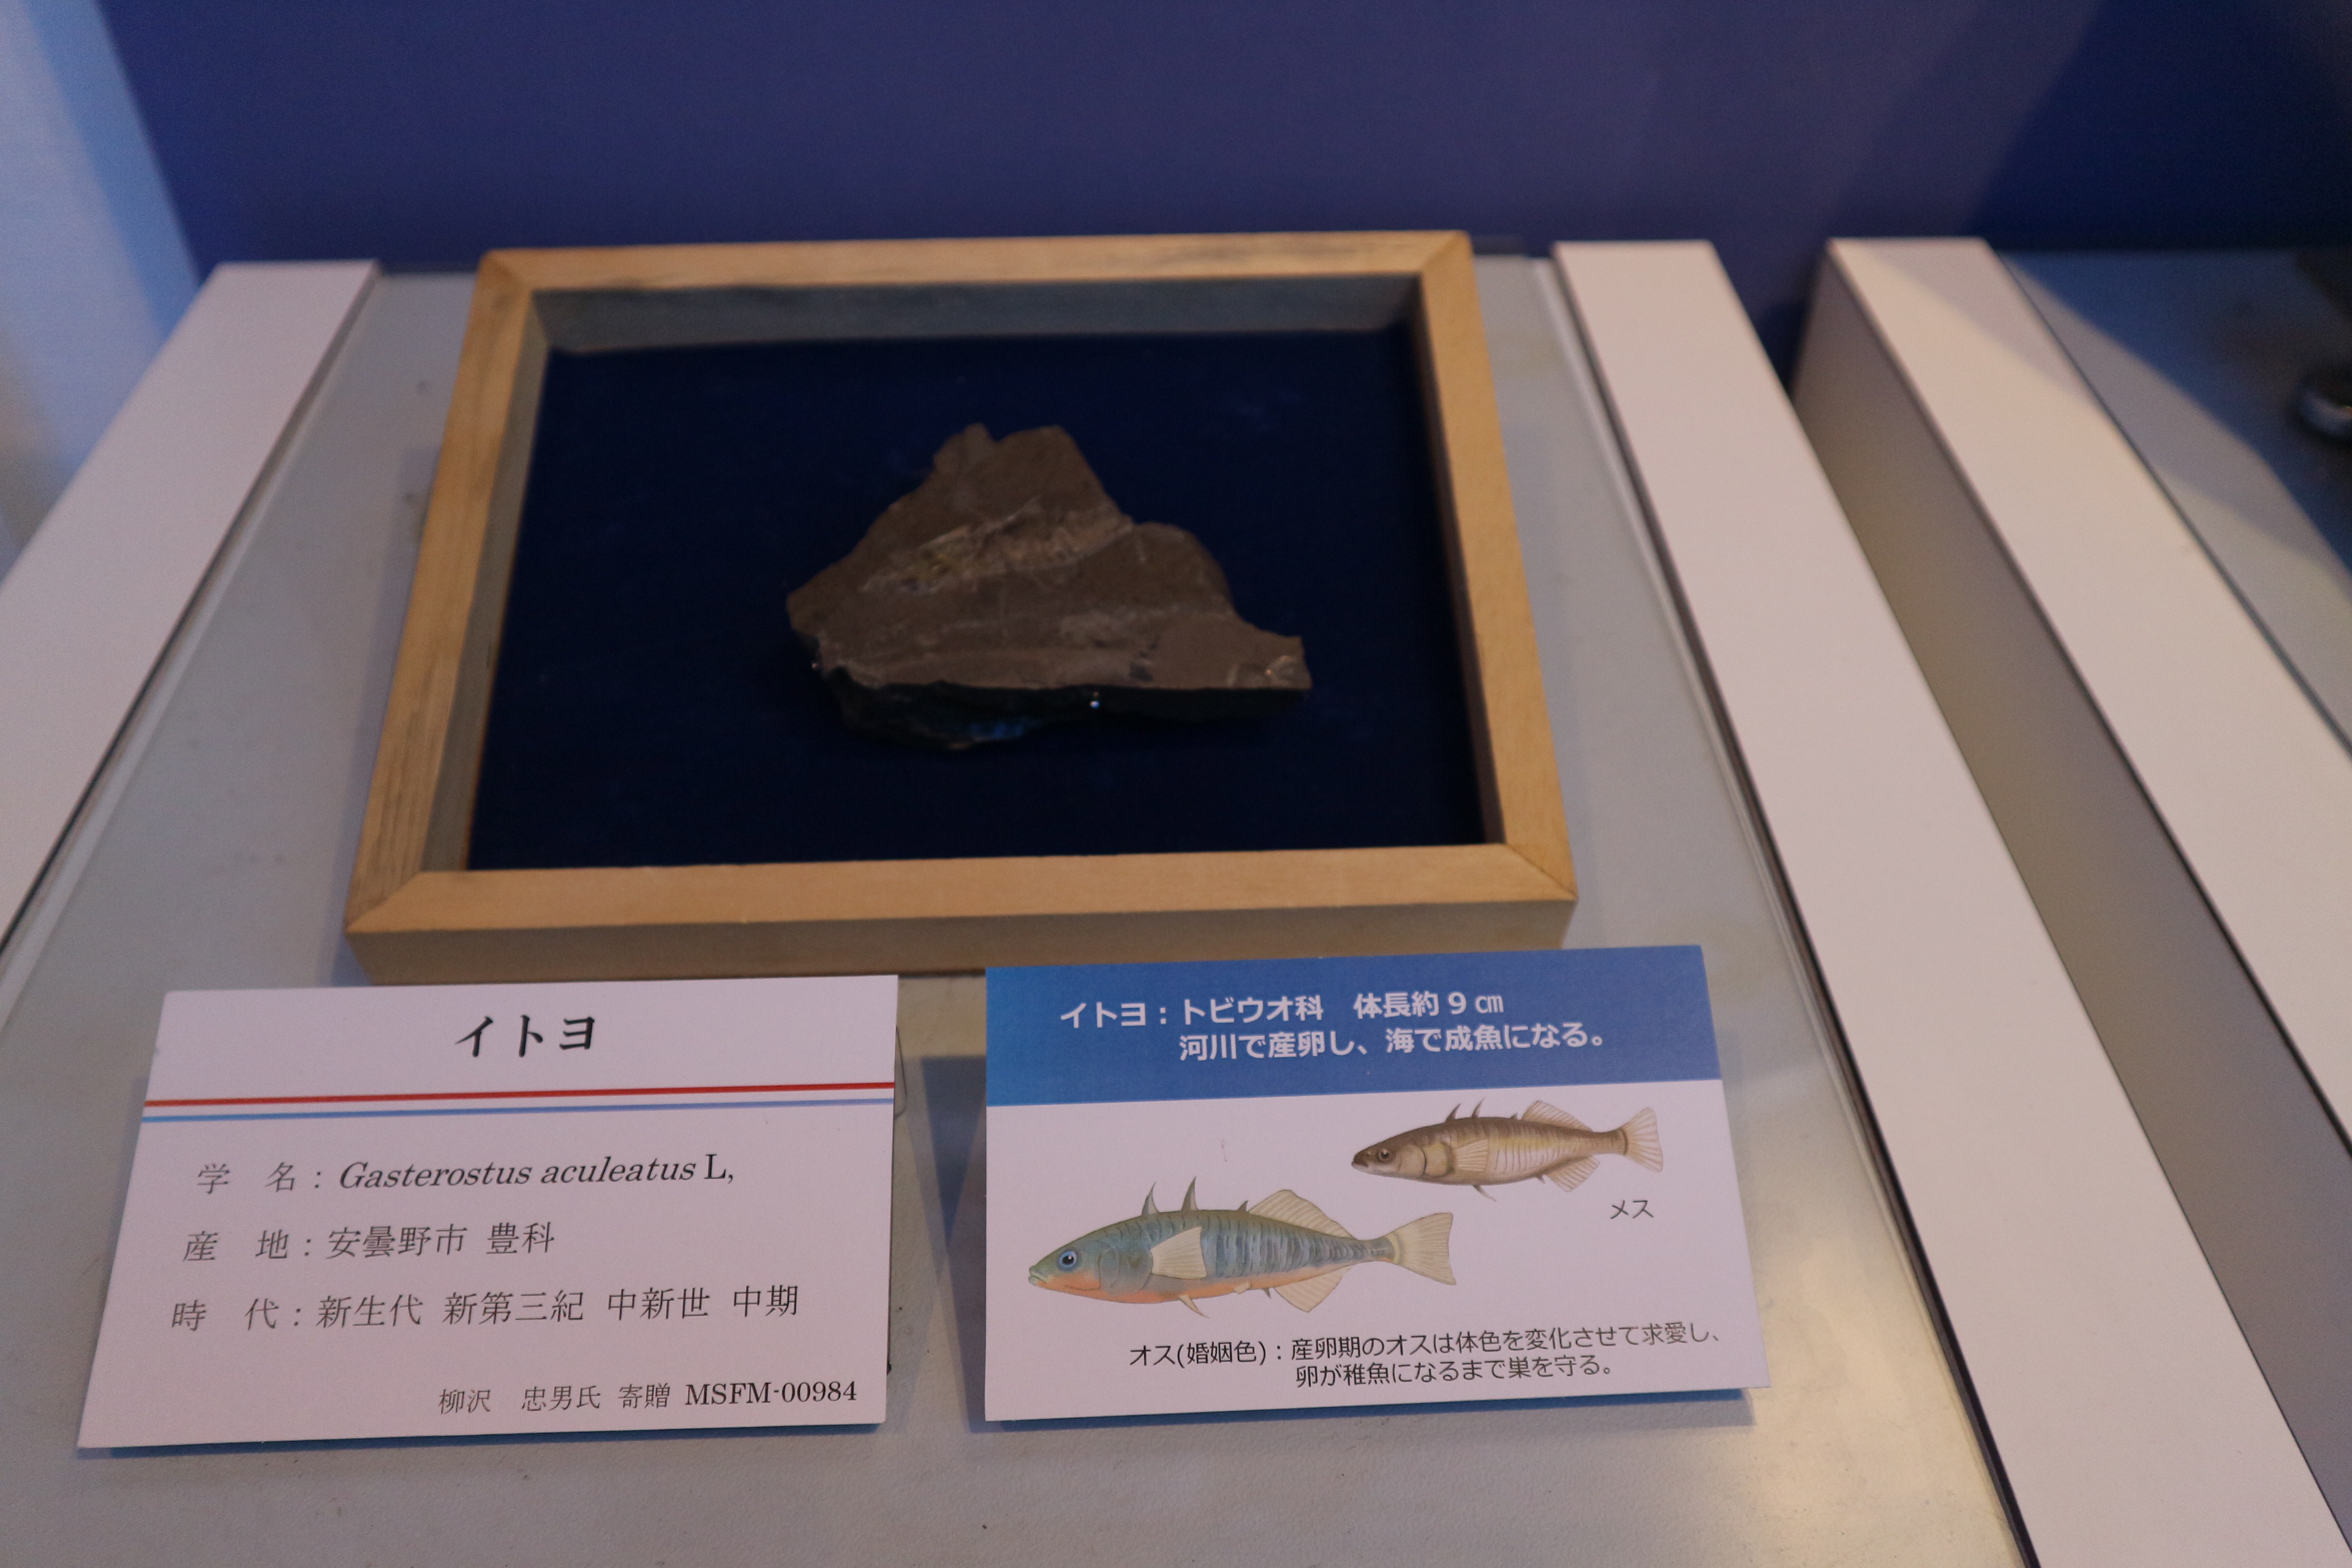 イトヨ
学 名：Gasterostus aculeatus L,
産 地：安曇野市 豊科
時 代：新生代 新第三紀 中新世 中期
柳沢 忠男氏 寄贈 MSFM-00984
イトヨ：トビウオ科 体長約９㎝
河川で産卵し、海で成魚になる。
メス
オス(婚姻色)：産卵期のオスは体色を変化させて求愛し、
卵が稚魚になるまで巣を守る。